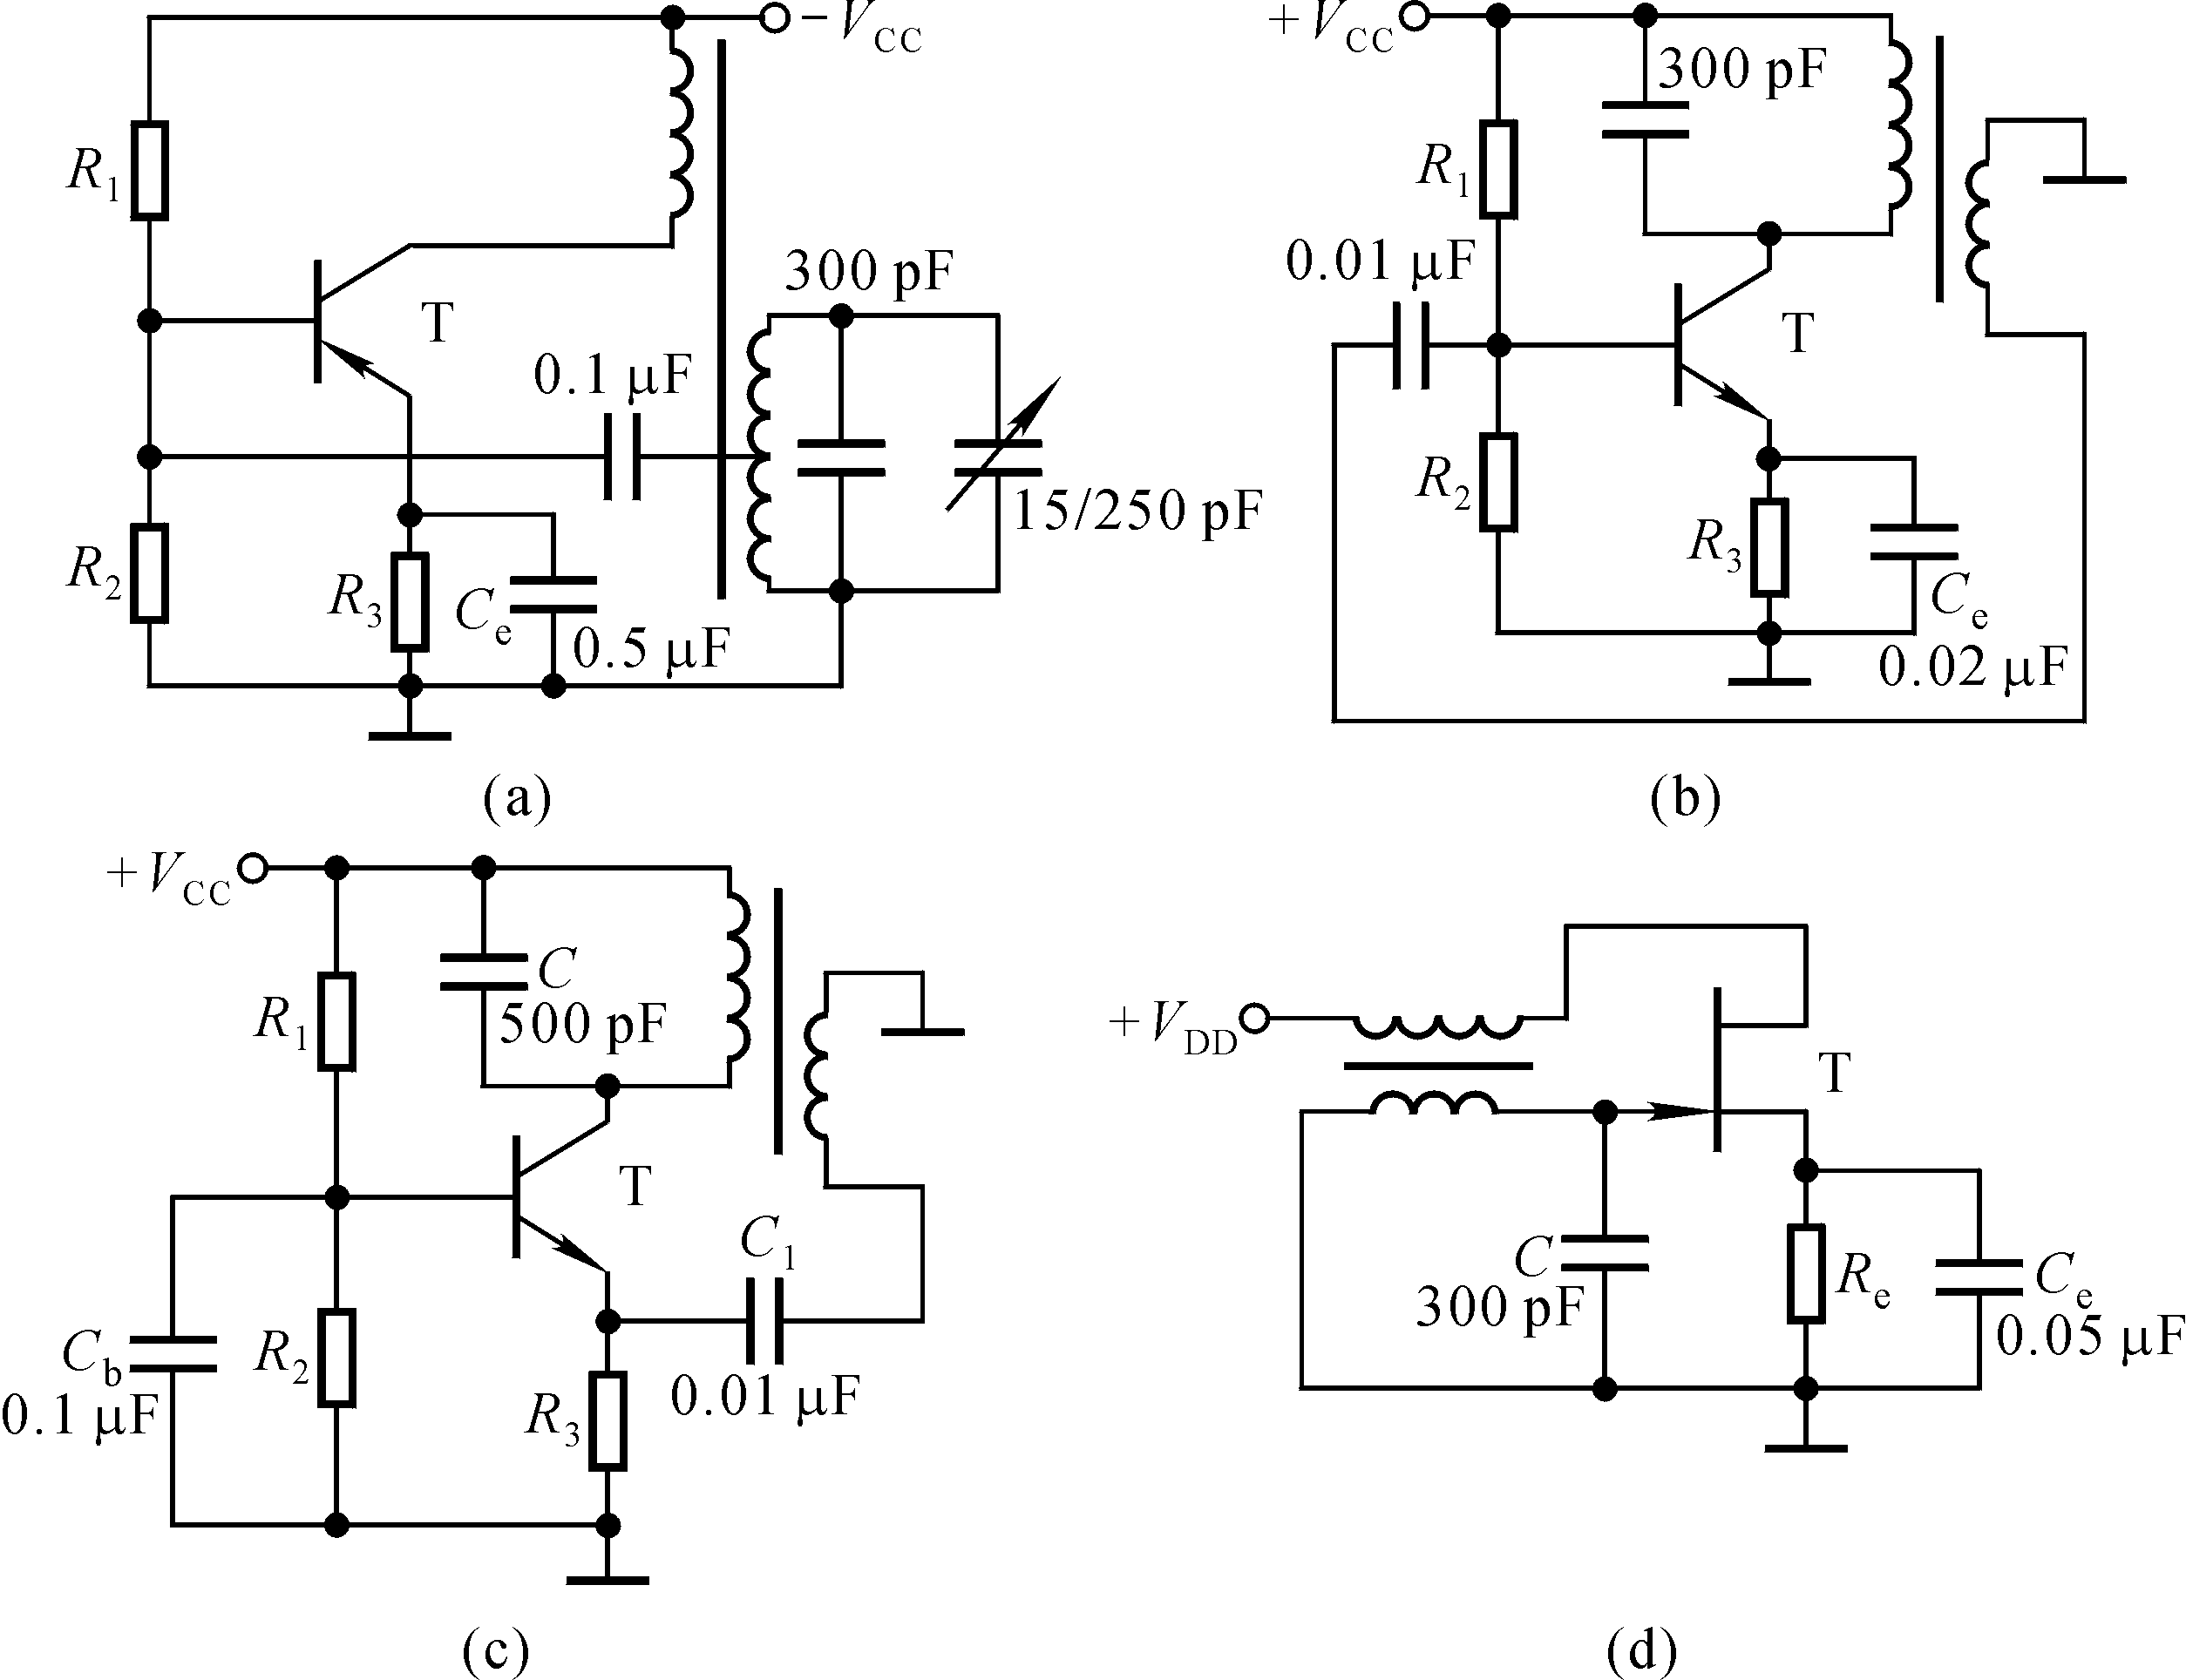 − V_CC
R_1
T
300 pF
0.1 μF
15/250 pF
R_2
R_3
C_e
0.5 μF
(a)
+ V_CC
300 pF
R_1
0.01 μF
T
R_2
R_3
C_e
0.02 μF
(b)
+ V_CC
C
500 pF
R_1
T
C_1
C_b
0.1 μF
R_2
0.01 μF
R_3
(c)
+ V_DD
T
C
300 pF
R_e
C_e
0.05 μF
(d)